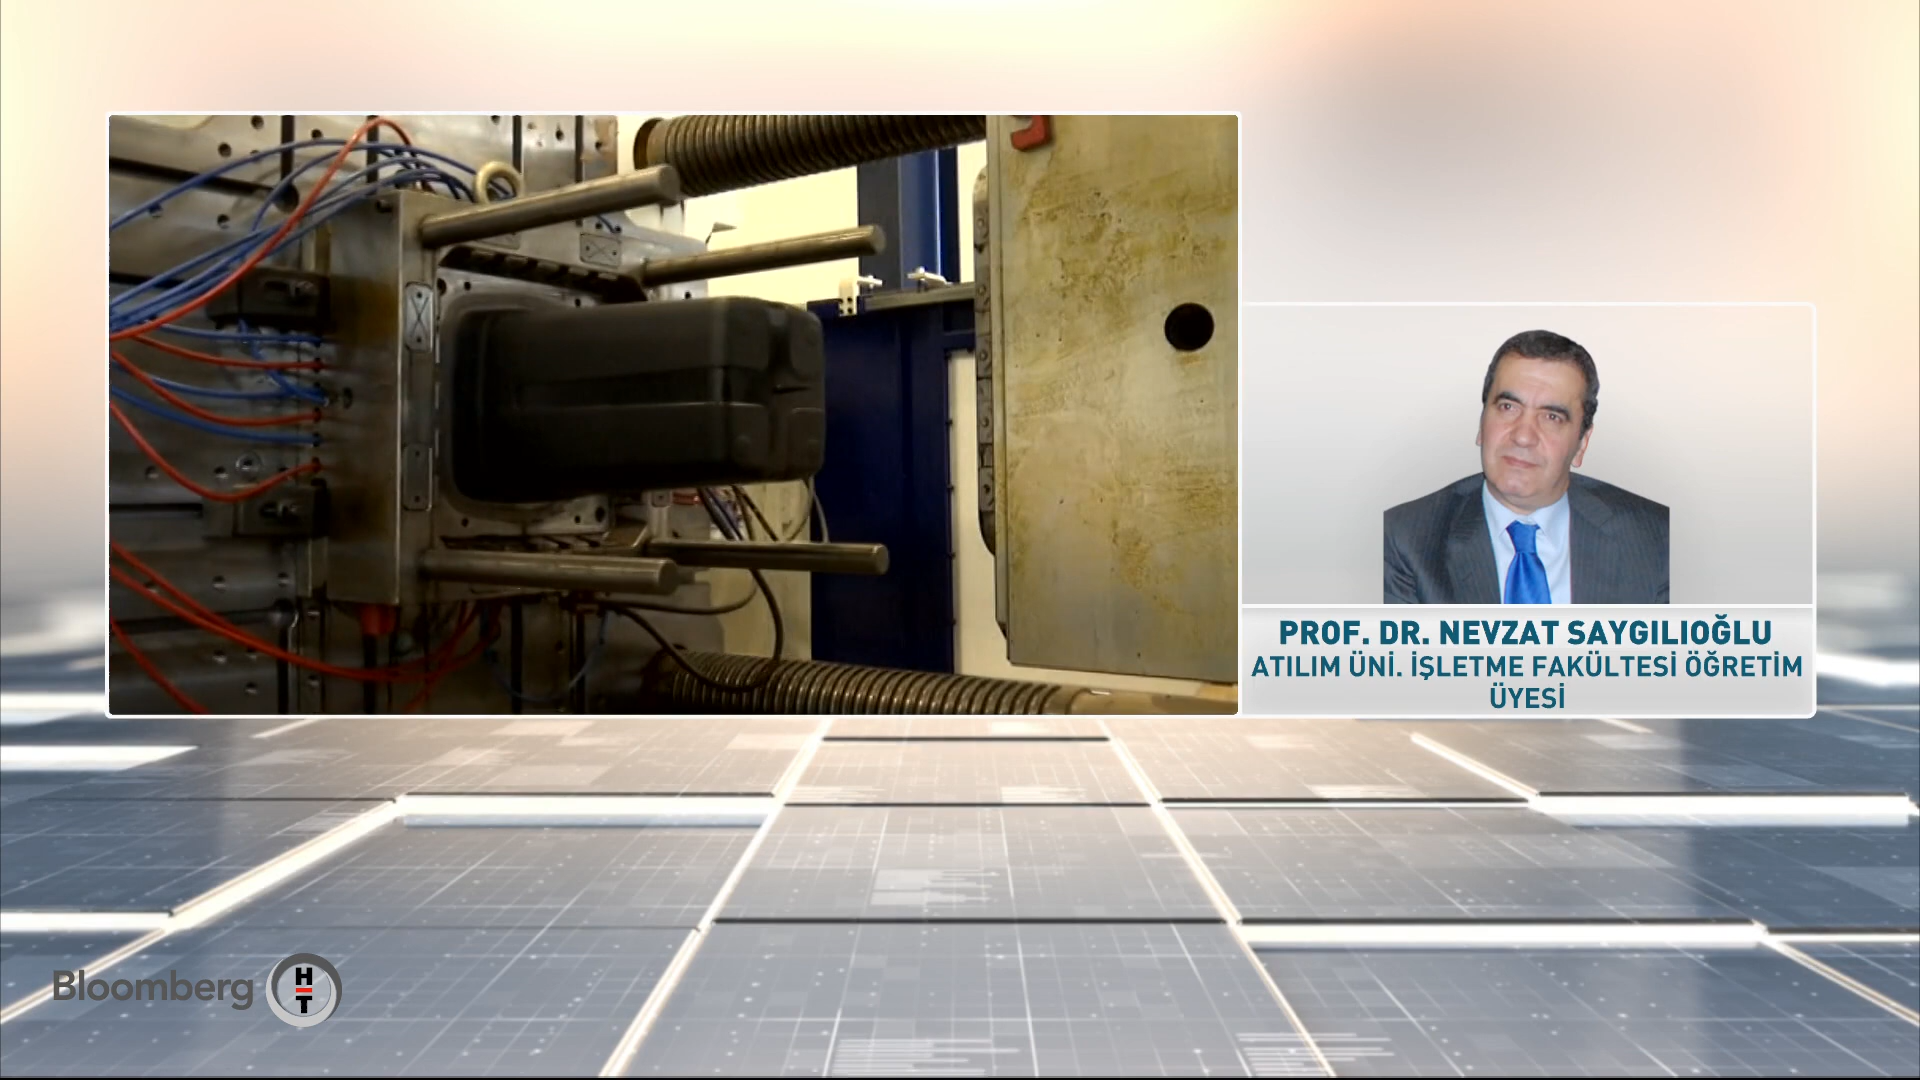 PROF. DR. NEVZAT SAYGILIOĞLU
ATILIM ÜNİ. İŞLETME FAKÜLTESİ ÖĞRETİM
ÜYESİ
Bloomberg HT